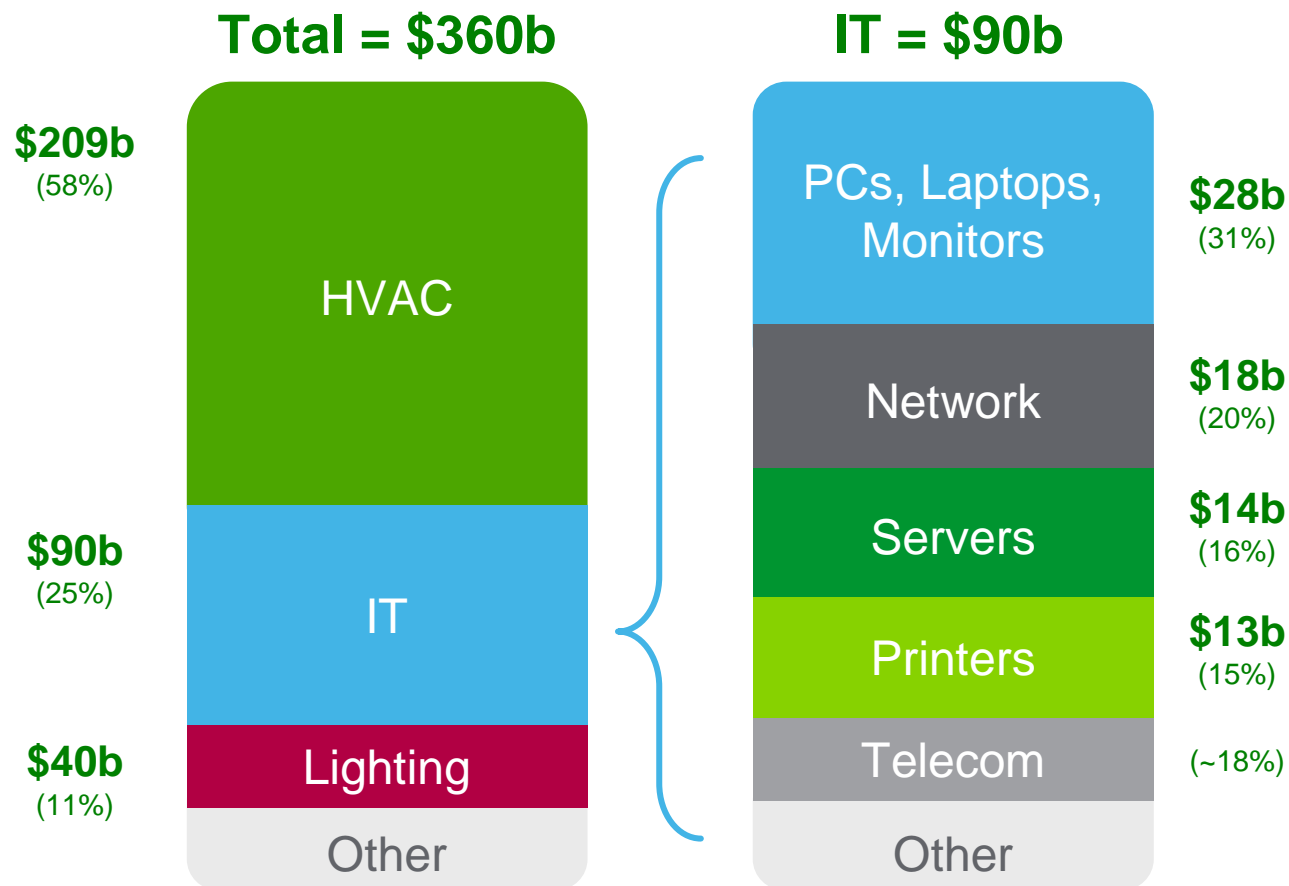 Total = $360b
$209b
(58%)
HVAC
$90b
(25%)
IT
$40b
(11%)
Lighting
Other
IT = $90b
PCs, Laptops,
Monitors
$28b
(31%)
Network
$18b
(20%)
Servers
$14b
(16%)
Printers
$13b
(15%)
Telecom
(~18%)
Other